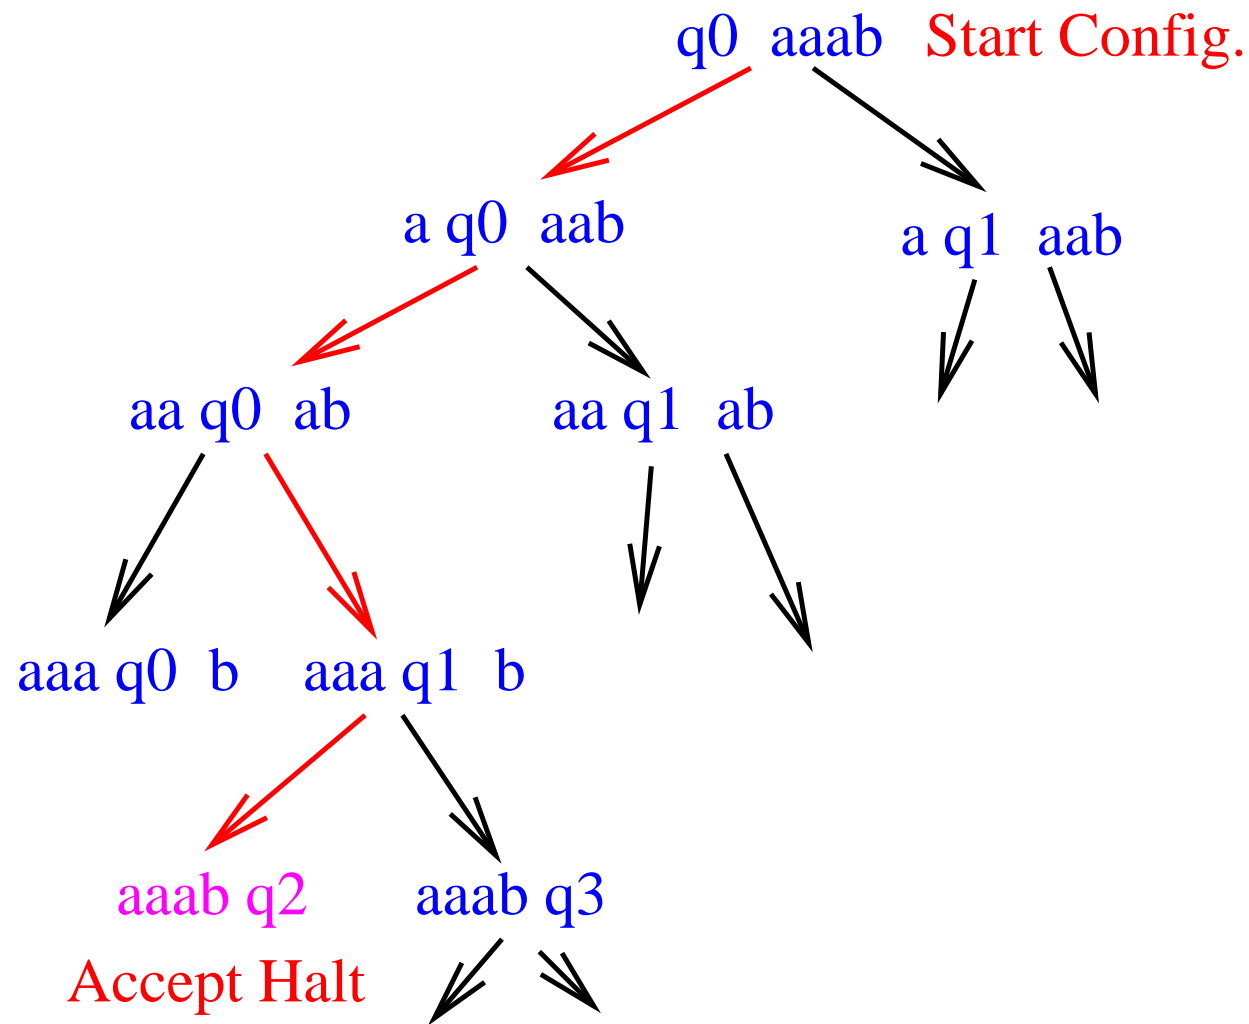 q0 aaab Start Config.
a q0 aab
a q1 aab
aa q0 ab
aa q1 ab
aaa q0 b
aaa q1 b
aaab q2
aaab q3
Accept Halt